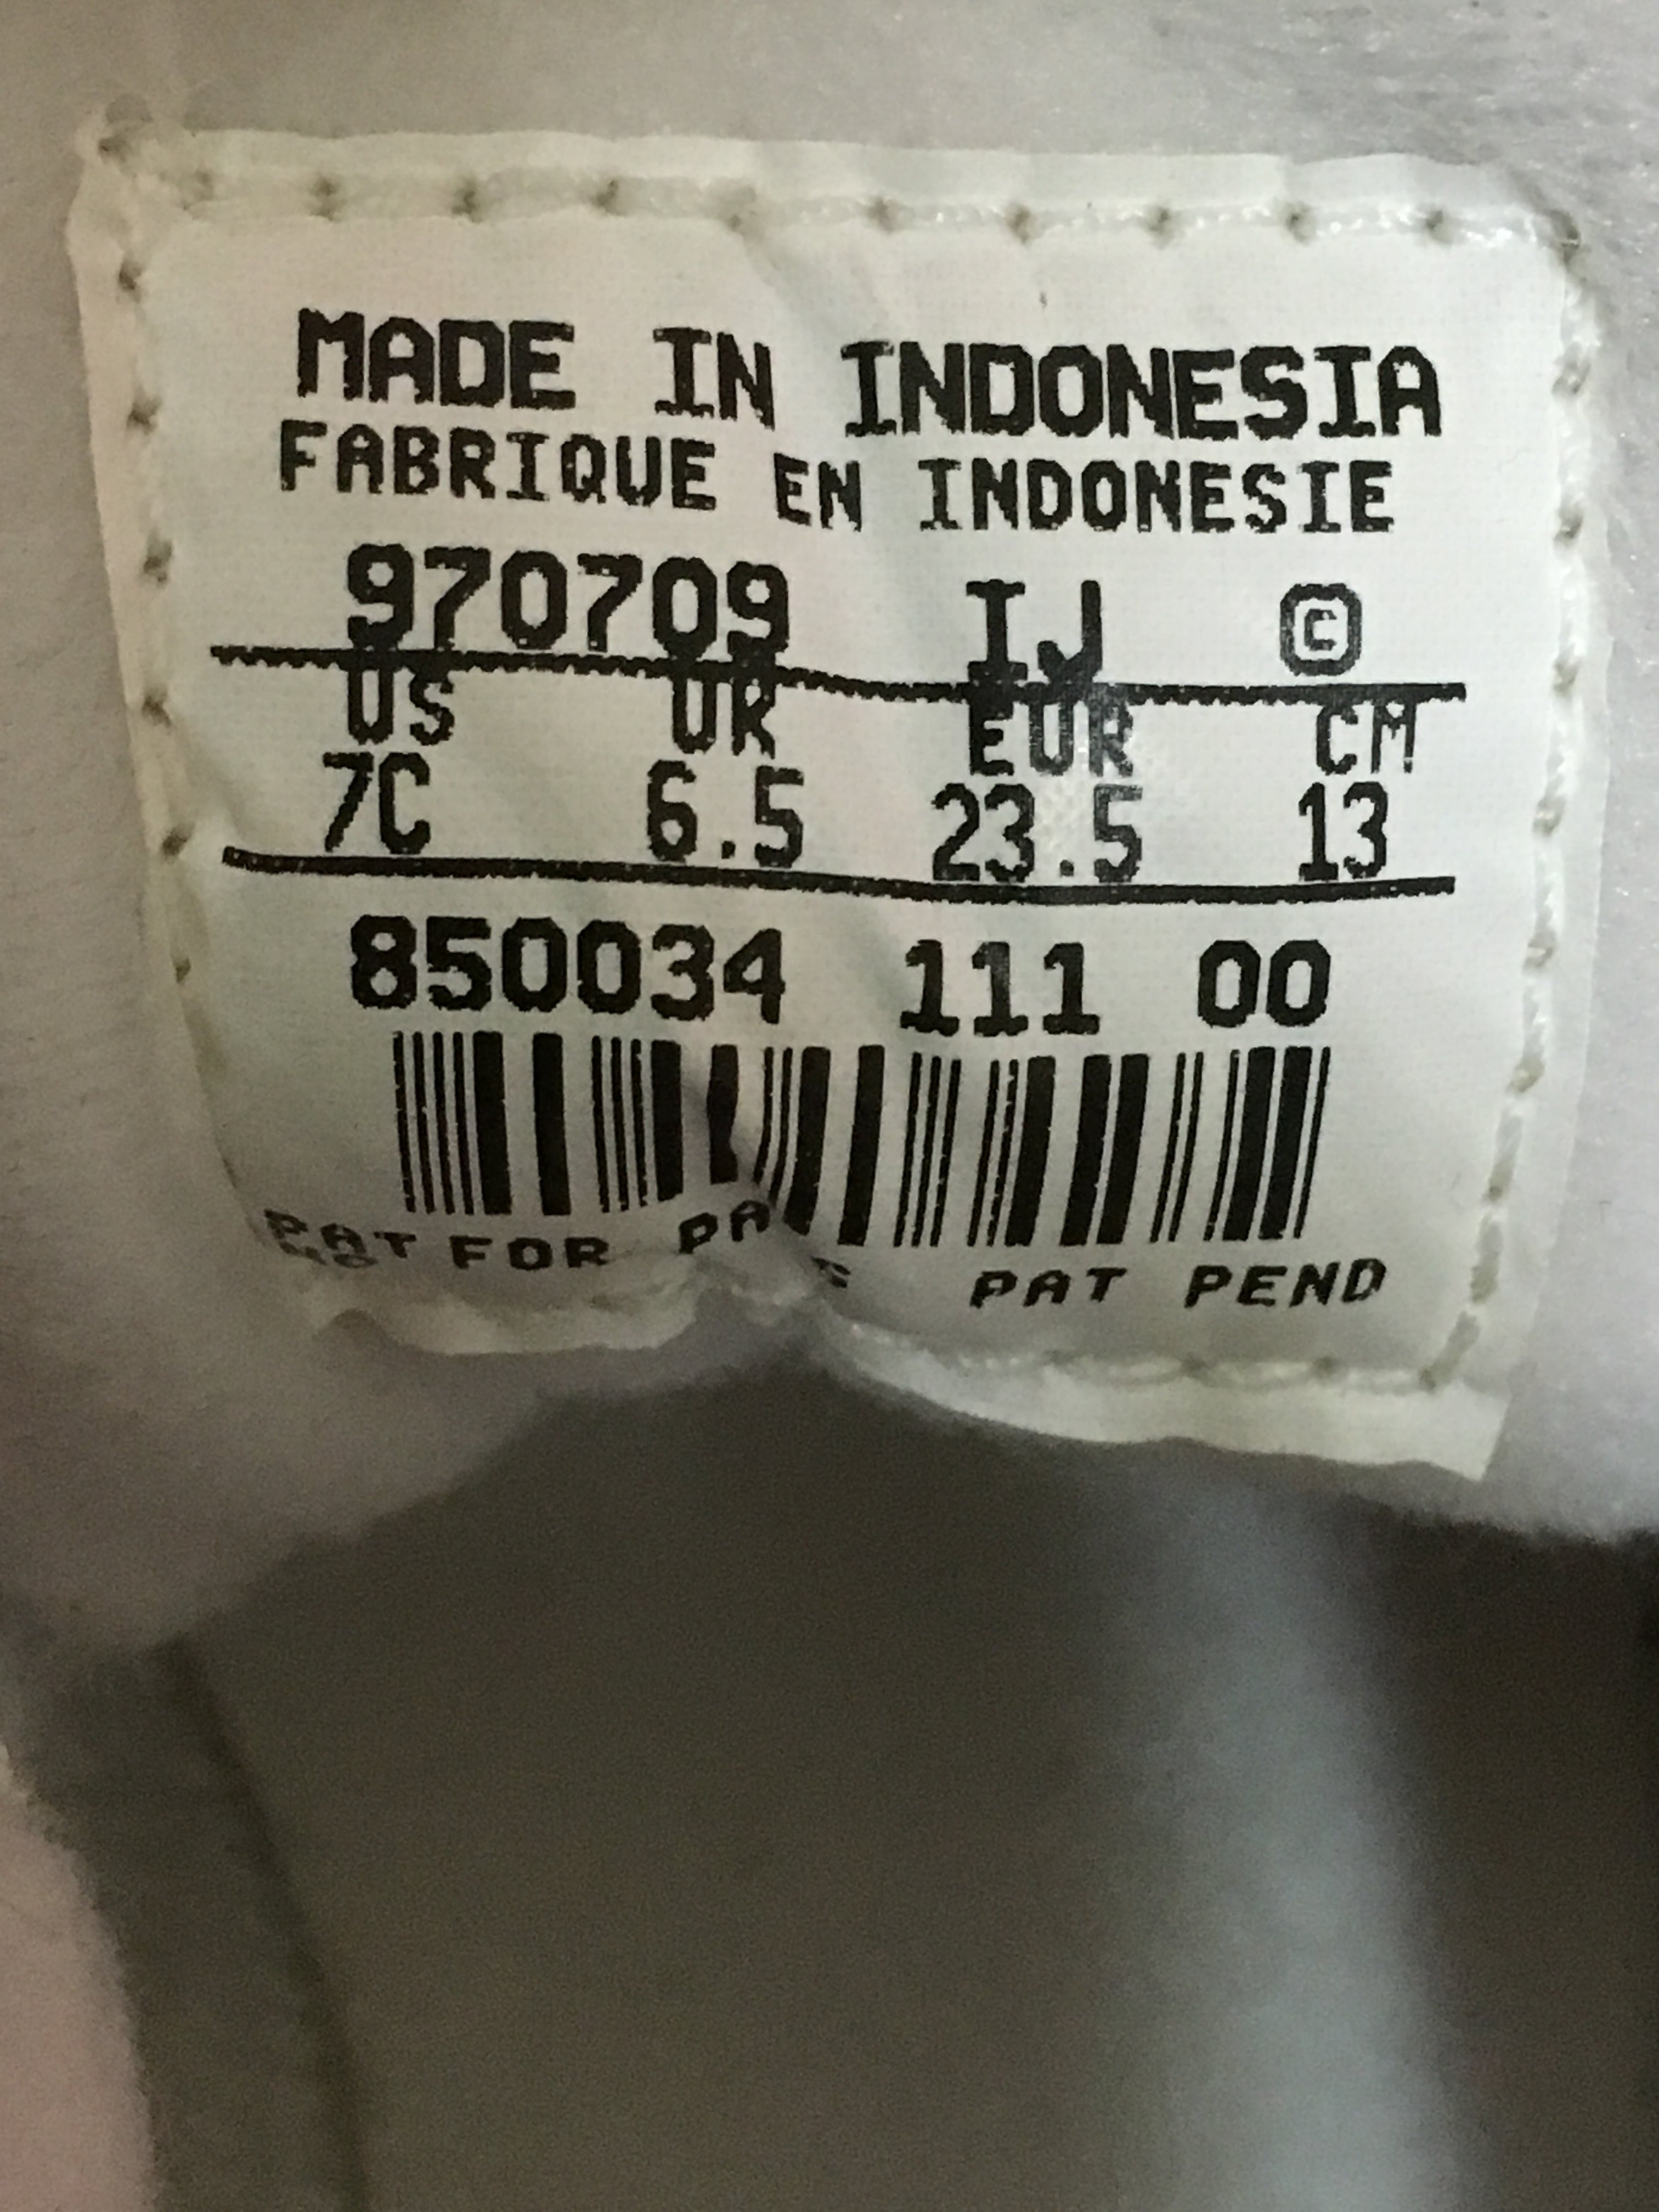 MADE IN INDONESIA
FABRIQUE EN INDONESIE
970709 IJ ©
US UK EUR CM
7C 6.5 23.5 13
850034 111 00
PAT FOR PAT PEND